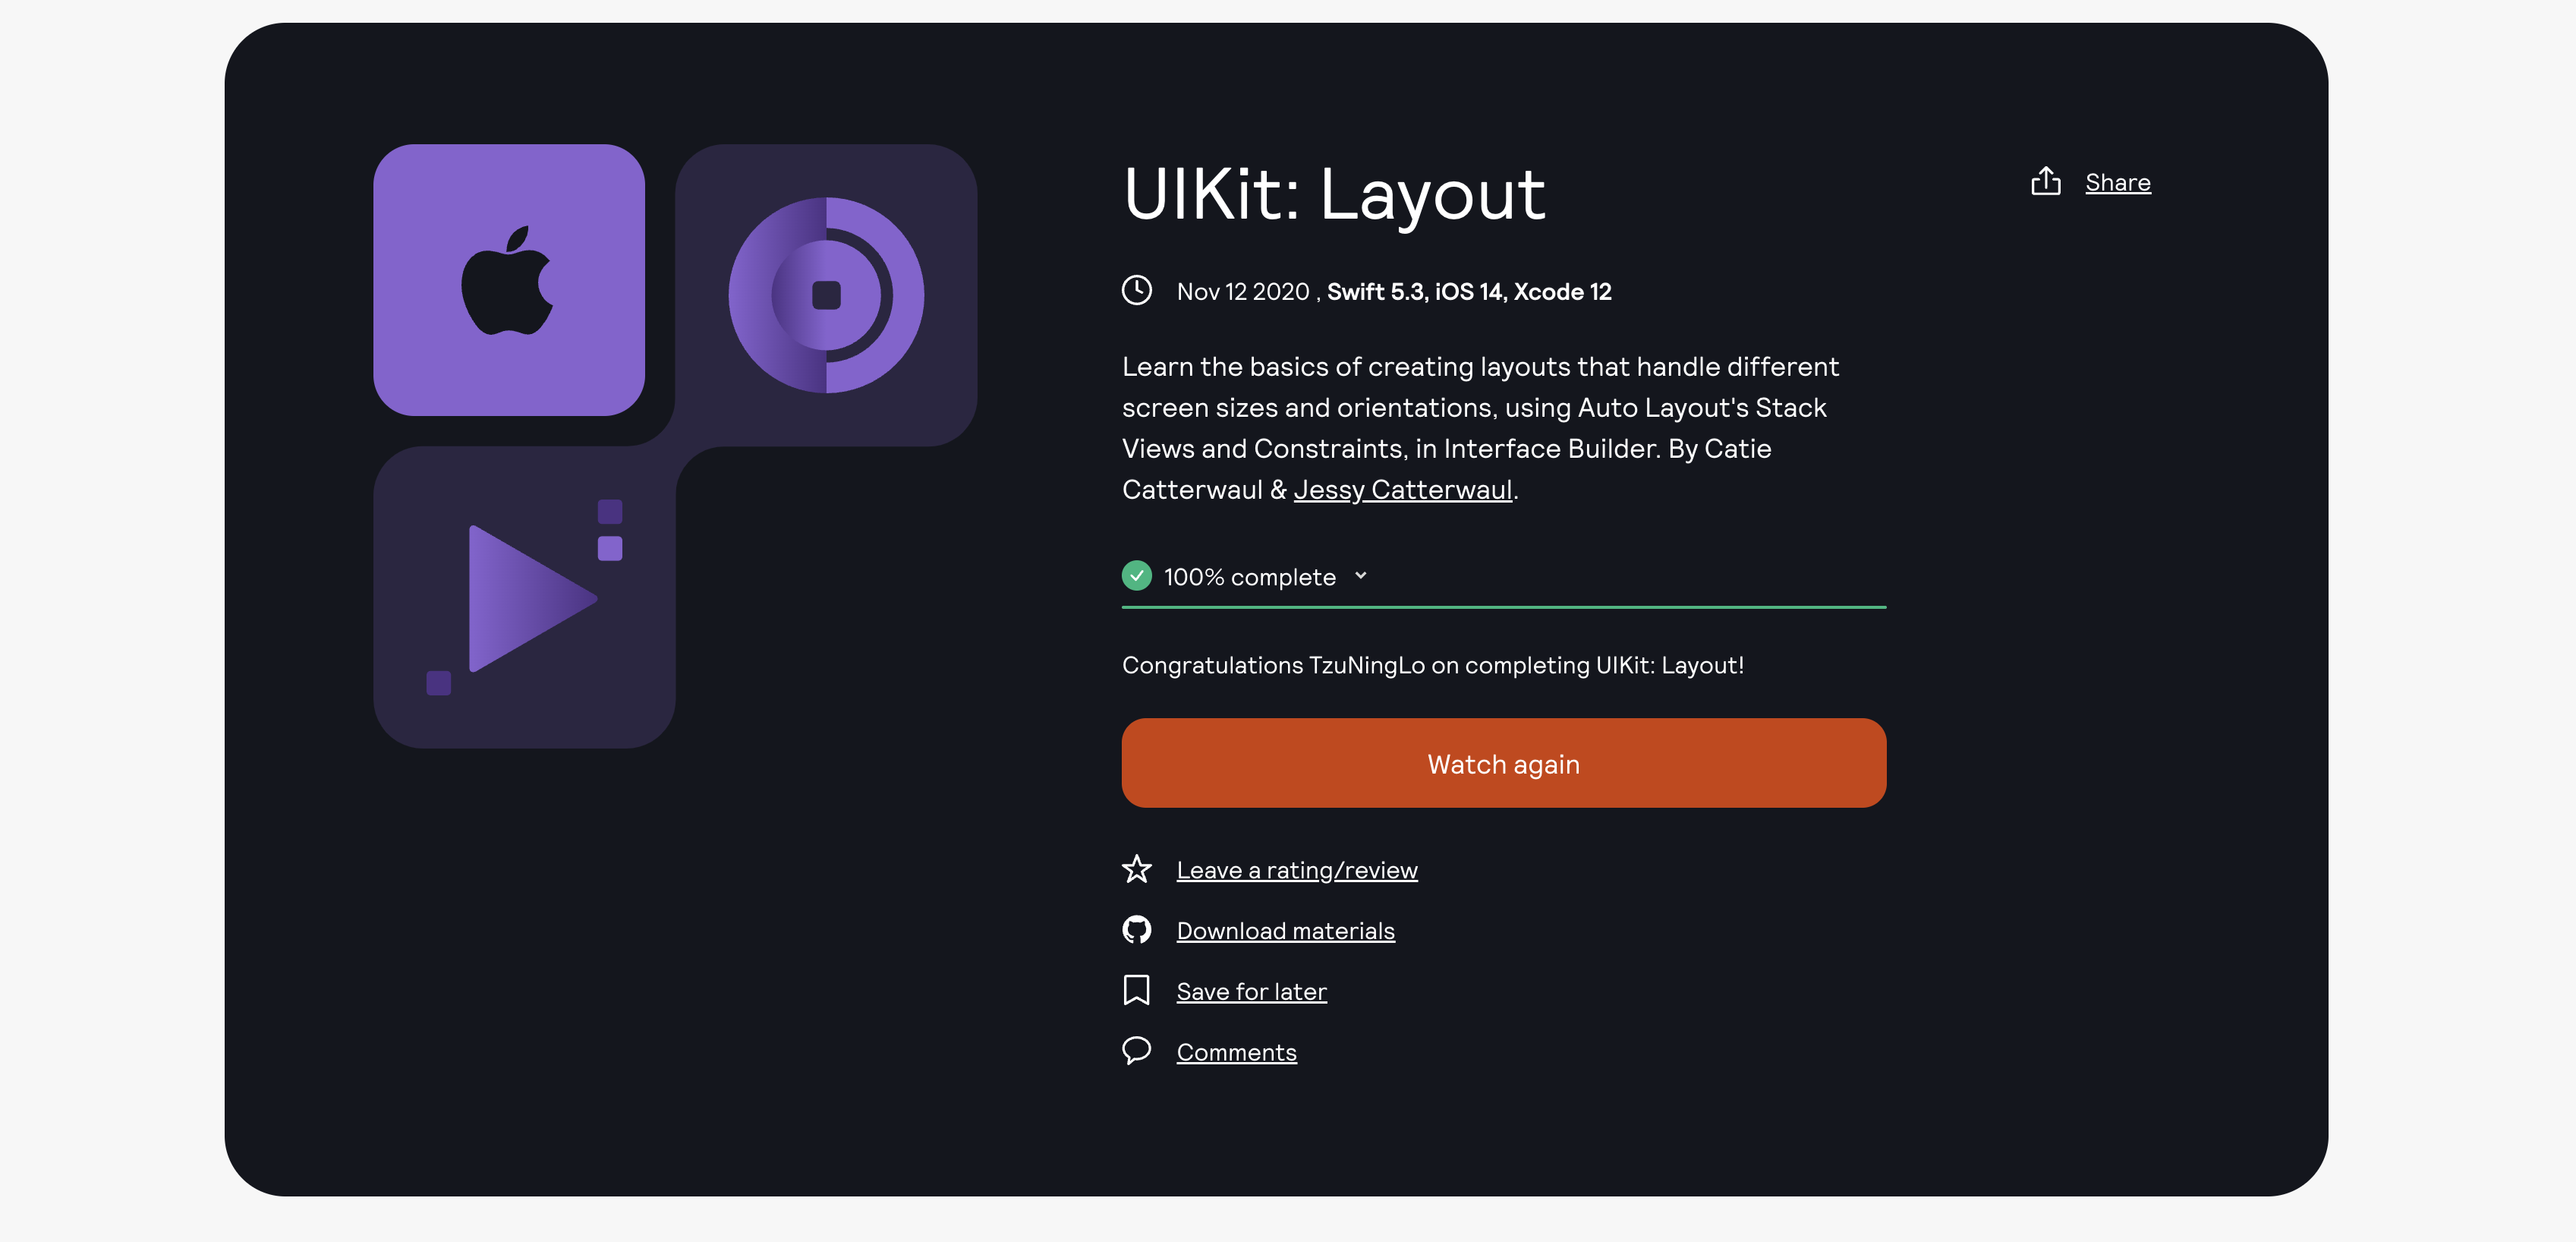 UIKit: Layout
Share
Nov 12 2020 , Swift 5.3, iOS 14, Xcode 12
Learn the basics of creating layouts that handle different
screen sizes and orientations, using Auto Layout's Stack
Views and Constraints, in Interface Builder. By Catie
Catterwaul & Jessy Catterwaul.
100% complete
Congratulations TzuNingLo on completing UIKit: Layout!
Watch again
Leave a rating/review
Download materials
Save for later
Comments